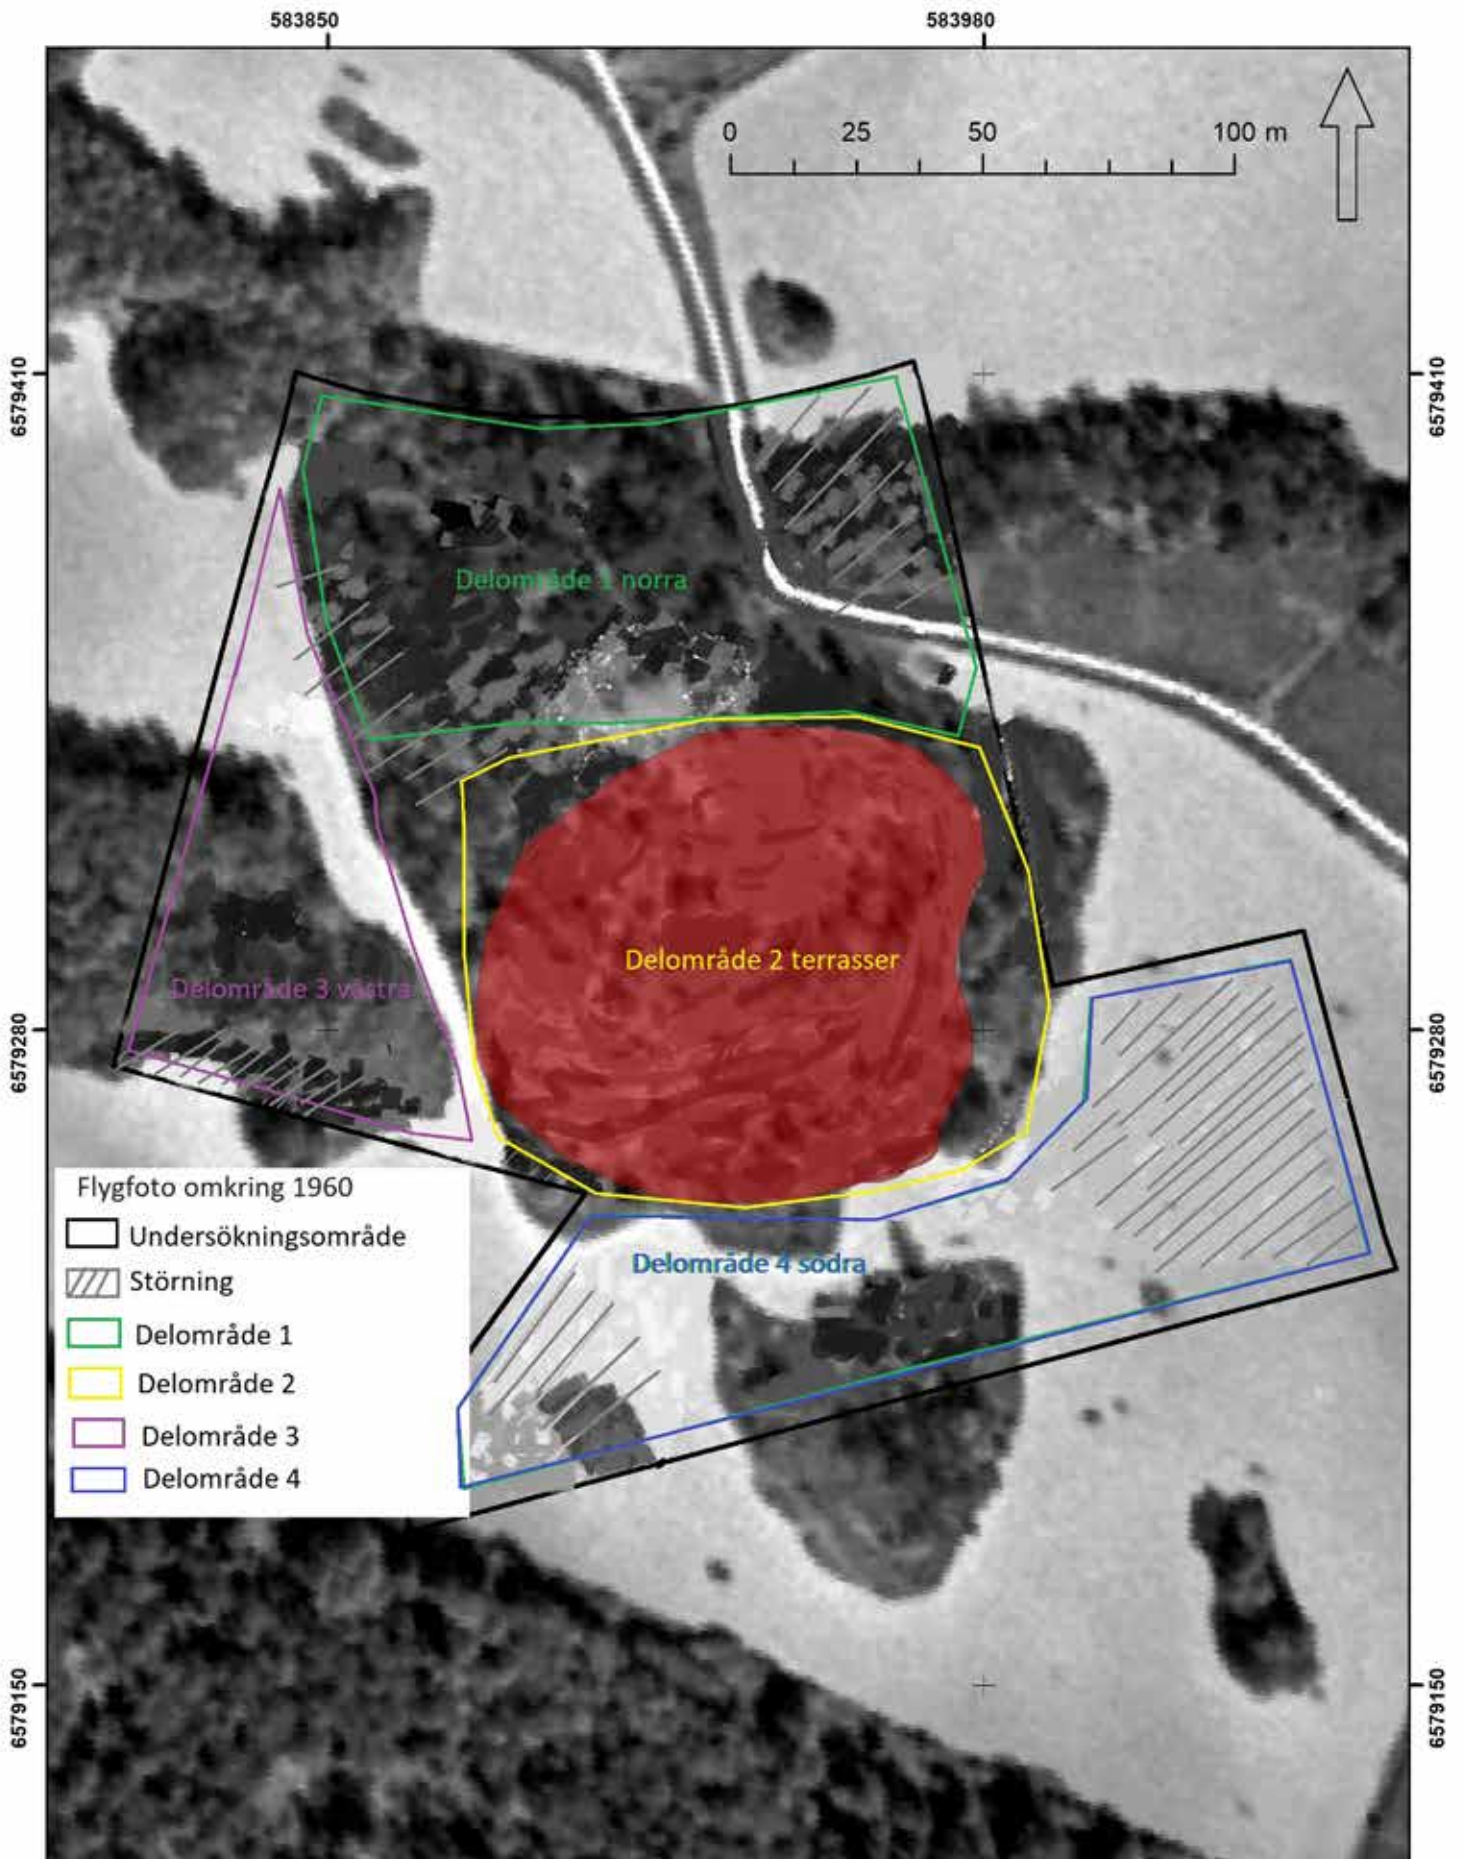 583850 583980
0 25 50 100 m
6579410 6579410
Delområde 1 norra
Delområde 2 terrasser
Delområde 3 västra
6579280 6579280
Flygfoto omkring 1960
Undersökningsområde
Delområde 4 södra
Störning
Delområde 1
Delområde 2
Delområde 3
Delområde 4
6579150 6579150